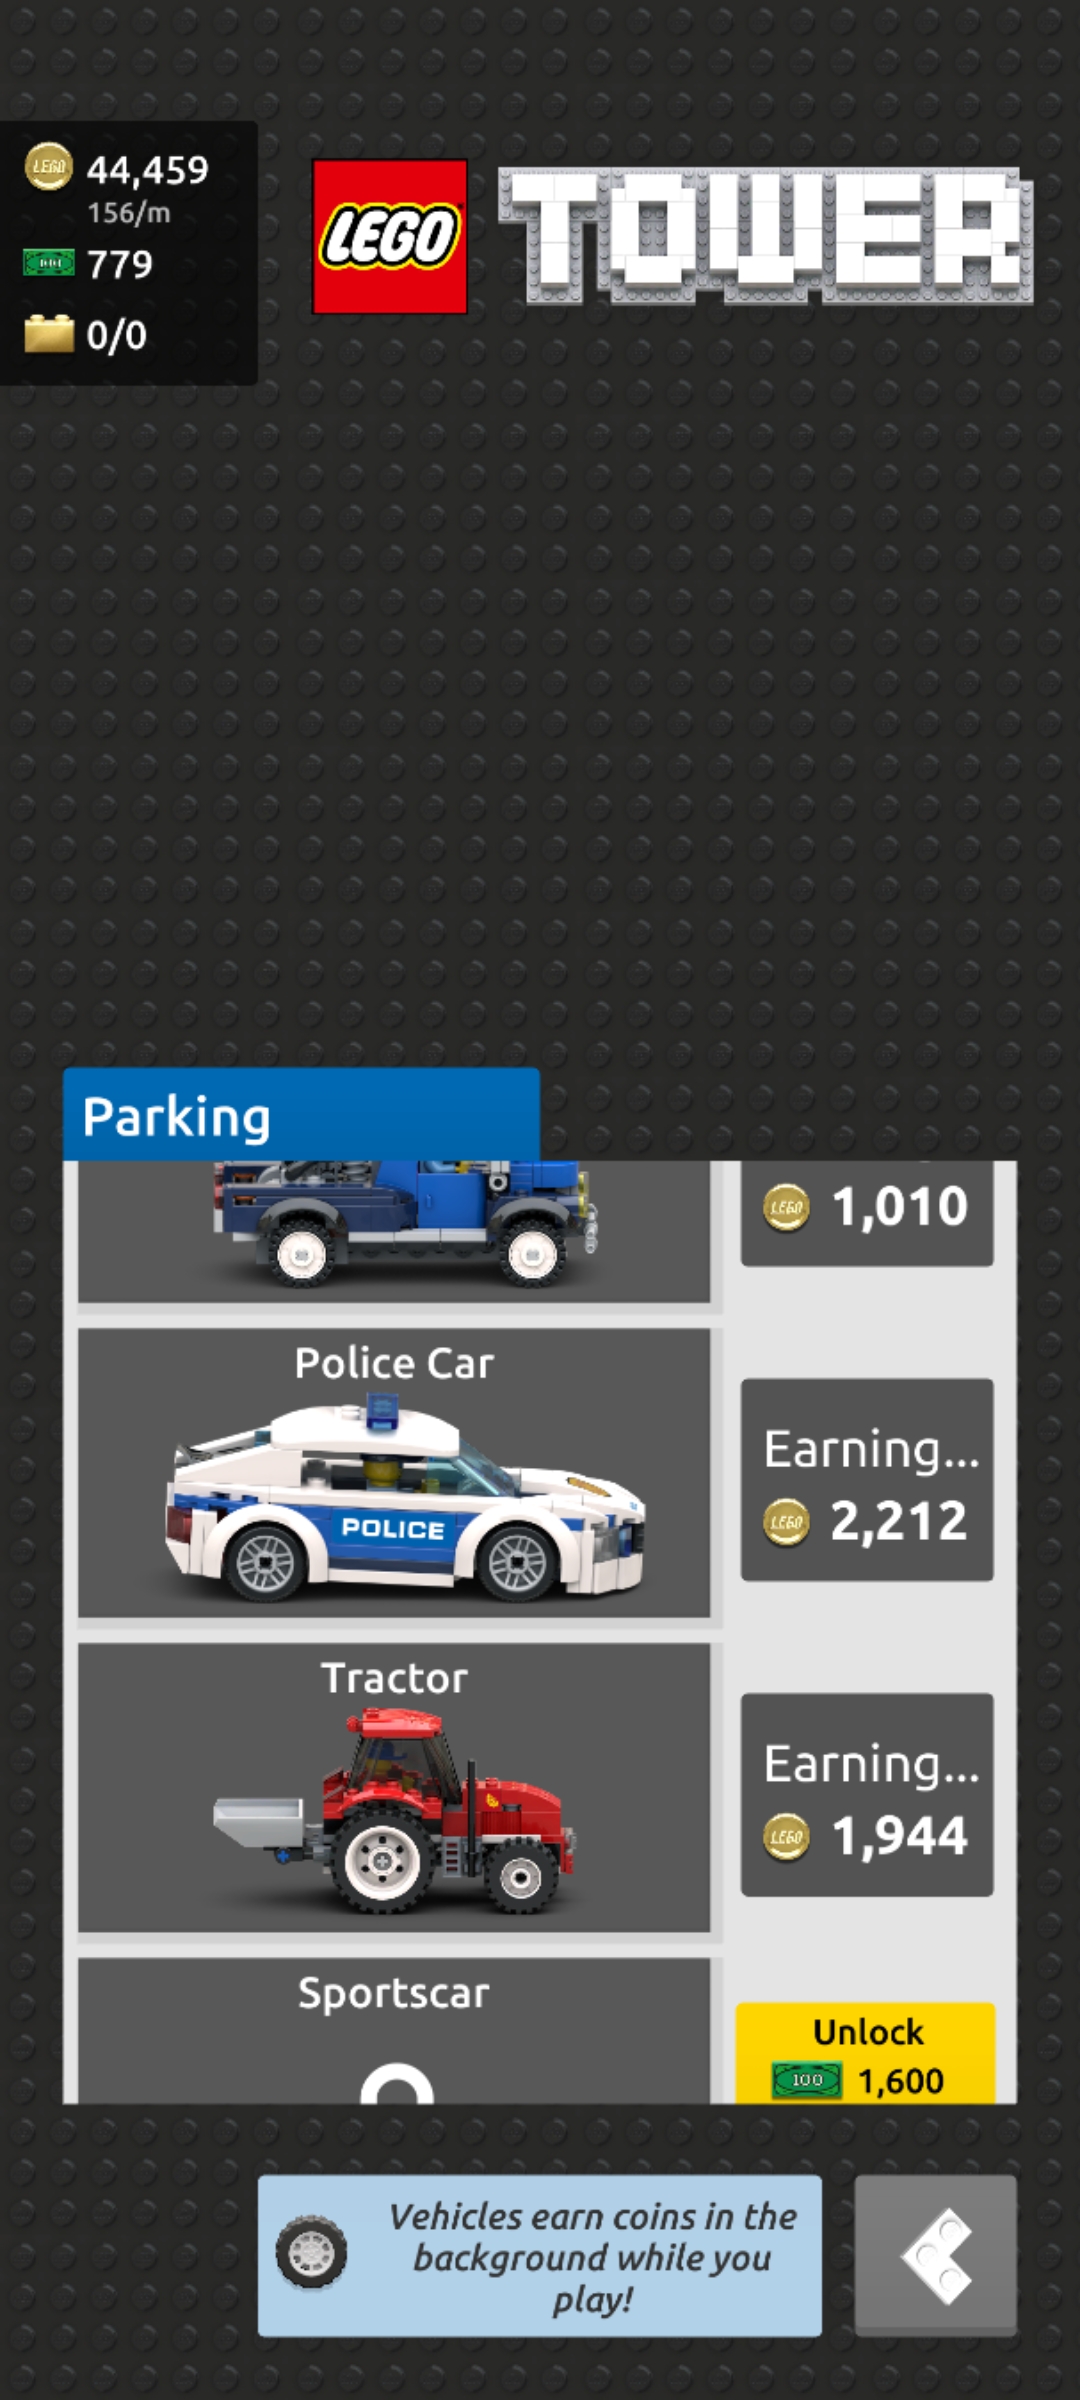 44,459
156/m
779
0/0
LEGO TOWER
Parking
1,010
Police Car
POLICE
Earning...
2,212
Tractor
Earning...
1,944
Sportscar
Unlock
100 1,600
Vehicles earn coins in the
background while you
play!